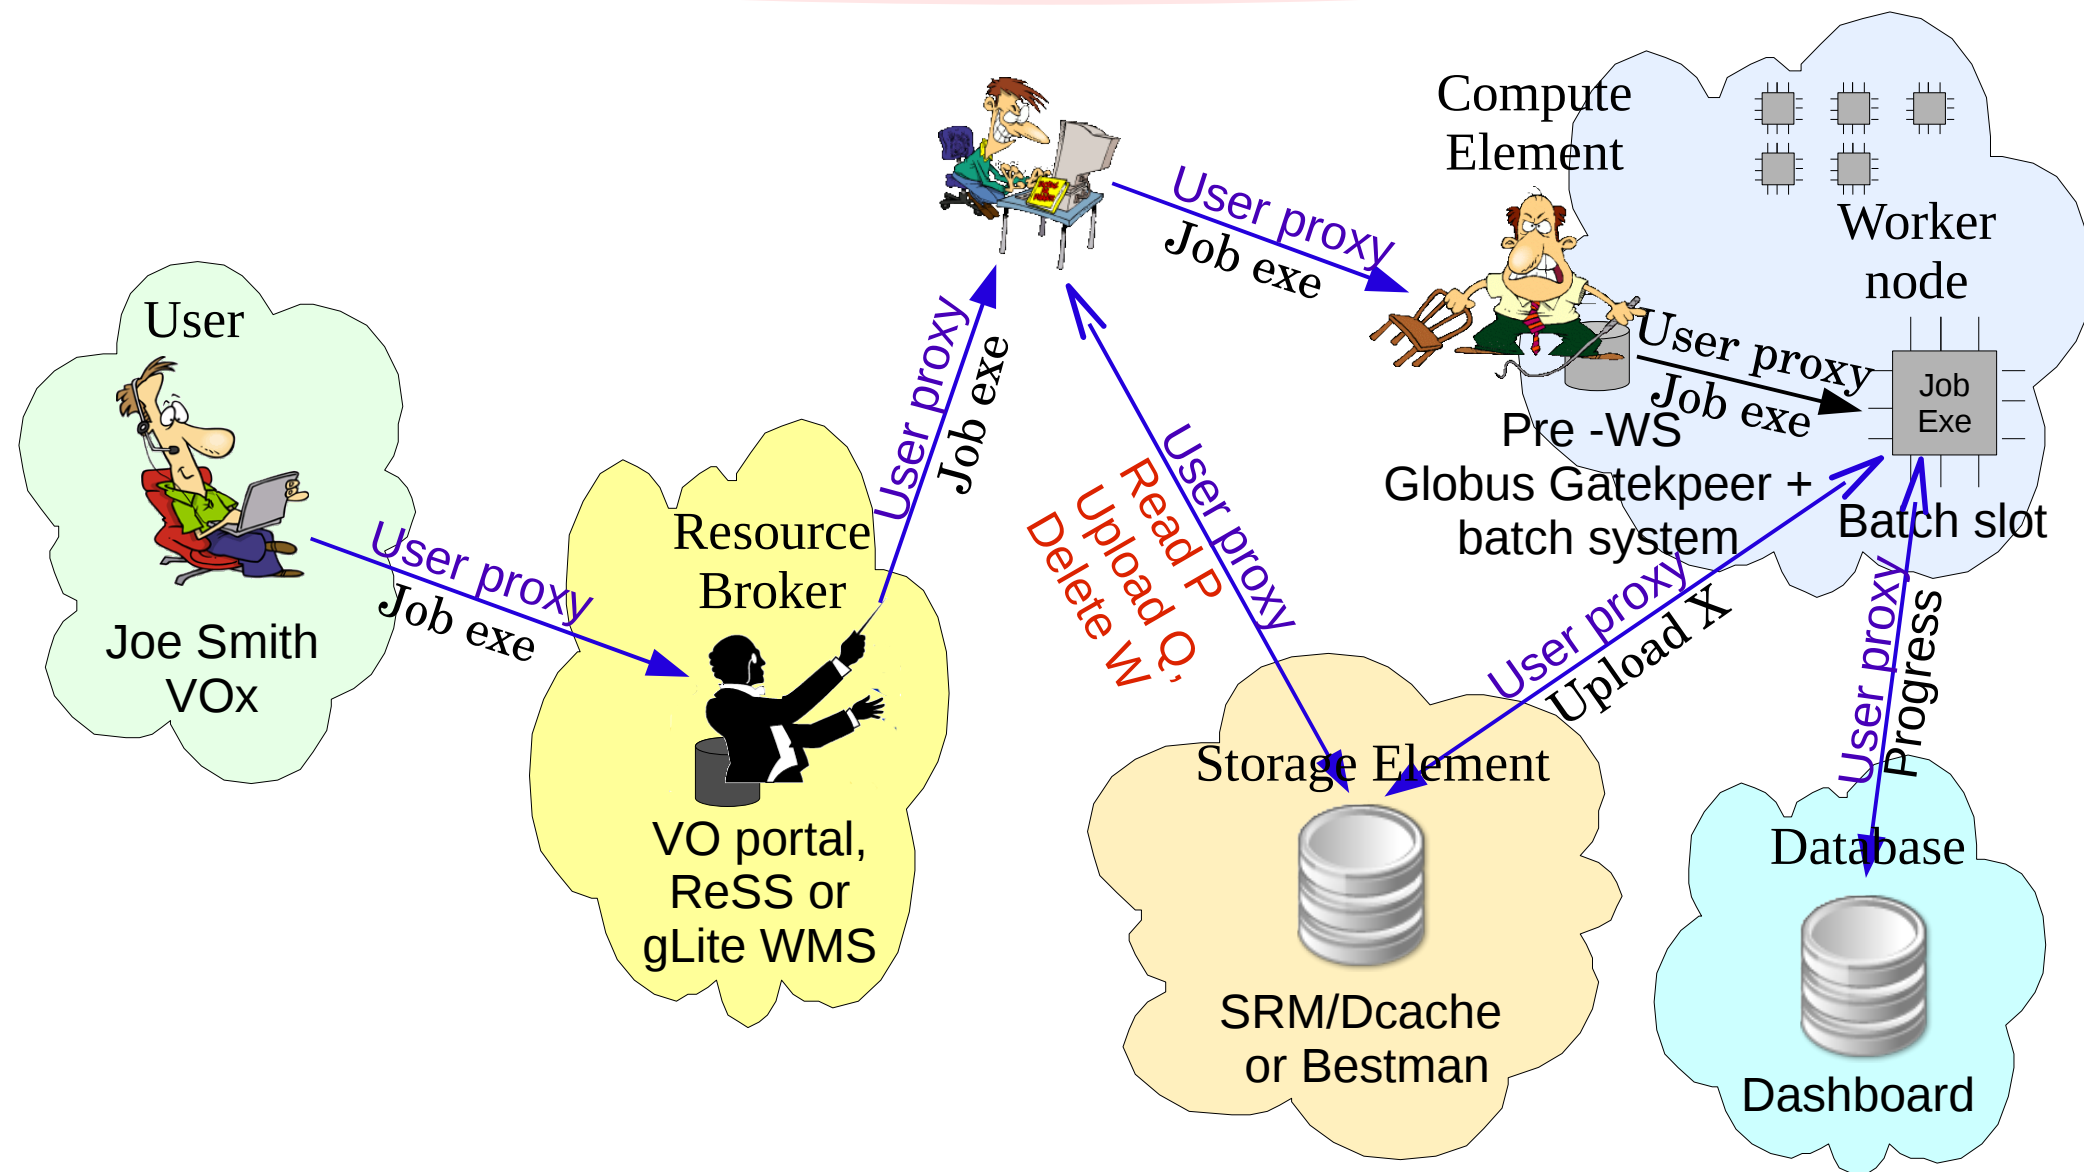 User
Joe Smith
VOx
User proxy
Job exe
Resource
Broker
VO portal,
ReSS or
gLite WMS
User proxy
Job exe
User proxy
Job exe
Compute
Element
Pre -WS
Globus Gatekpeer +
batch system
User proxy
Job exe
Worker
node
Job
Exe
Batch slot
User proxy
Read P
Upload Q,
Delete W
User proxy
Upload X
User proxy
Progress
Storage Element
SRM/Dcache
or Bestman
Database
Dashboard